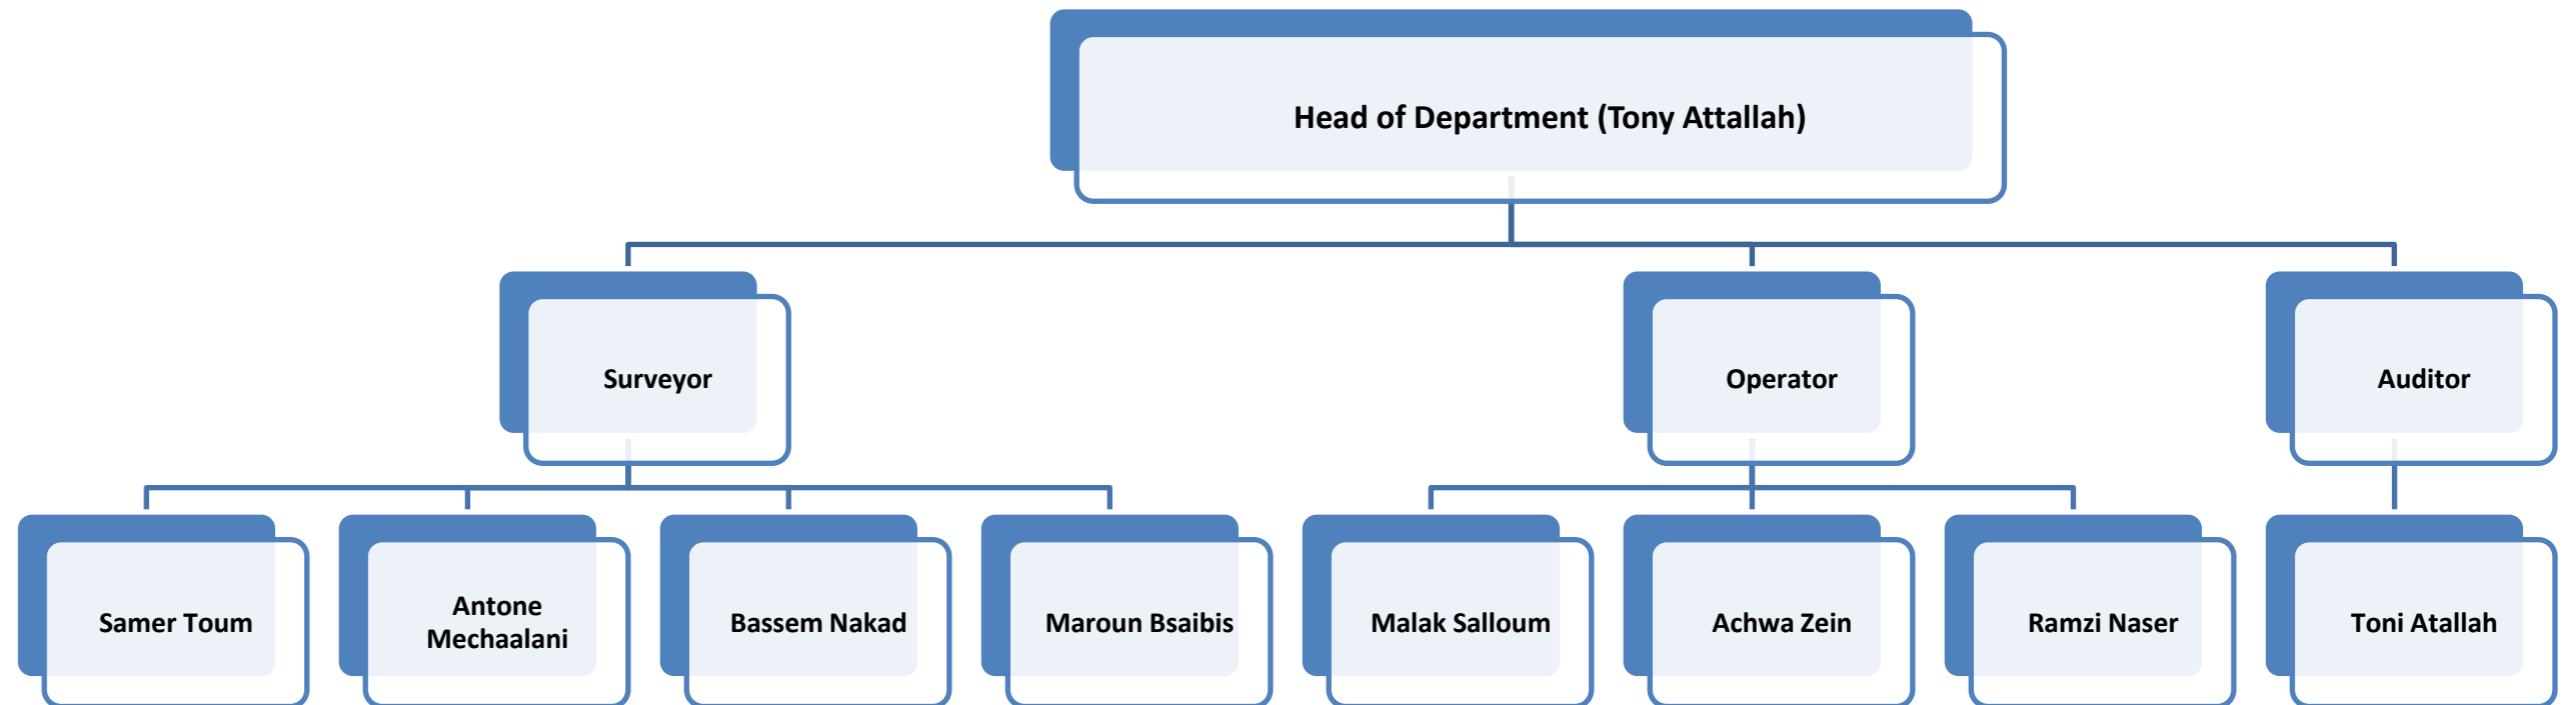 Head of Department (Tony Attallah)
Surveyor
Operator
Auditor
Samer Toum
Antone
Mechaalani
Bassem Nakad
Maroun Bsaibis
Malak Salloum
Achwa Zein
Ramzi Naser
Toni Atallah